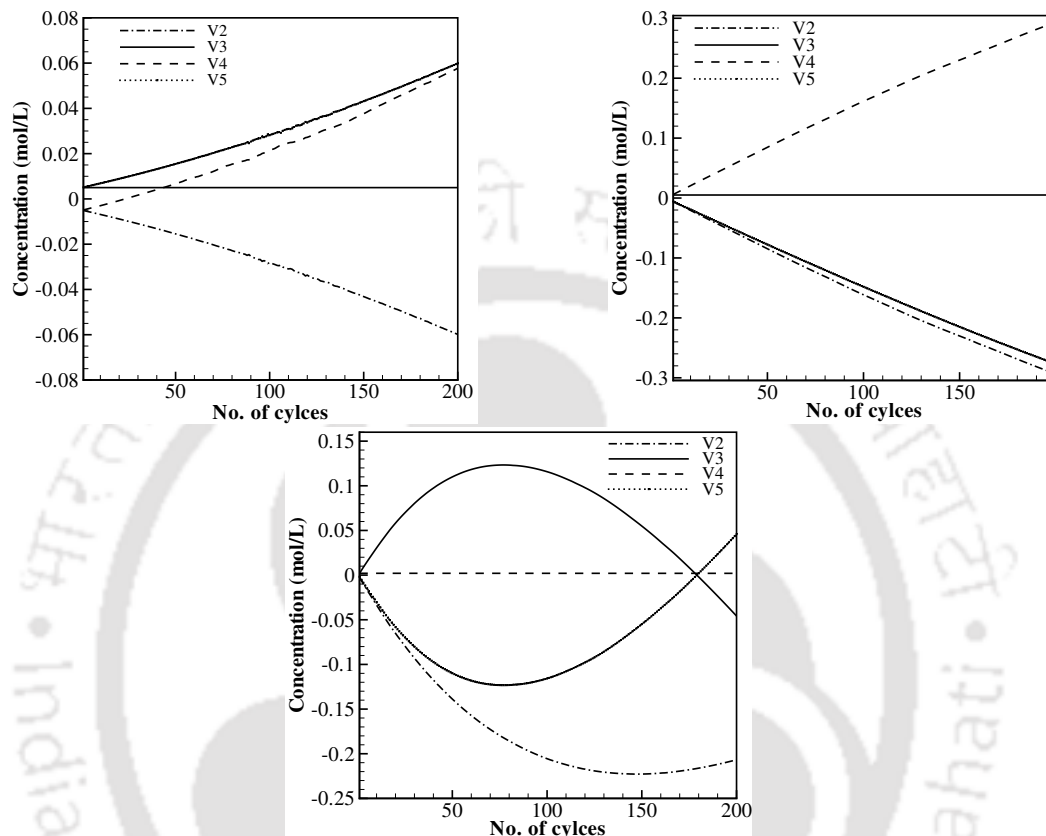 0.08
0.06
0.04
0.02
0
-0.02
-0.04
-0.06
-0.08
Concentration (mol/L)
V2
V3
V4
V5
50
100
150
200
No. of cylces
0.3
0.2
0.1
0
-0.1
-0.2
-0.3
Concentration (mol/L)
V2
V3
V4
V5
50
100
150
No. of cylces
0.15
0.1
0.05
0
-0.05
-0.1
-0.15
-0.2
-0.25
Concentration (mol/L)
V2
V3
V4
V5
50
100
150
200
No. of cylces